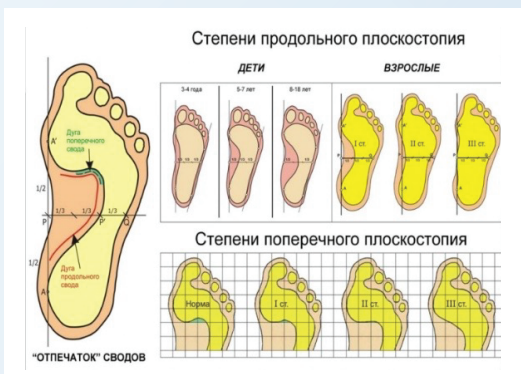 Степени продольного плоскостопия
ДЕТИ
ВЗРОСЛЫЕ
3-4 года
5-7 лет
8-18 лет
I ст.
II ст.
III ст.
Дуга
поперечного
свода
A'
1/2
1/3
1/3
1/3
P
P'
Q
1/2
Дуга
продольного
свода
A
"ОТПЕЧАТОК" СВОДОВ
Степени поперечного плоскостопия
Норма
I ст.
II ст.
III ст.